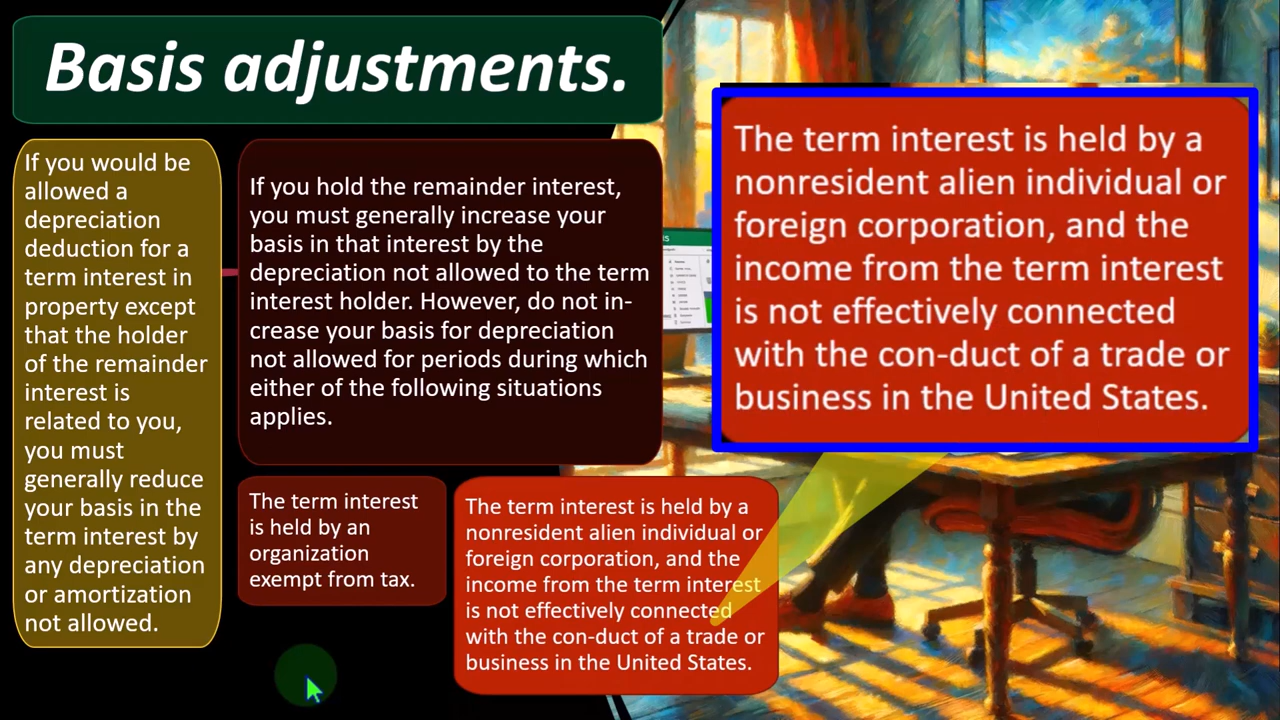 Basis adjustments.
If you would be
allowed a
depreciation
deduction for a
term interest in
property except
that the holder
of the remainder
interest is
related to you,
you must
generally reduce
your basis in the
term interest by
any depreciation
or amortization
not allowed.
If you hold the remainder interest,
you must generally increase your
basis in that interest by the
depreciation not allowed to the term
interest holder. However, do not in-
crease your basis for depreciation
not allowed for periods during which
either of the following situations
applies.
The term interest
is held by an
organization
exempt from tax.
The term interest is held by a
nonresident alien individual or
foreign corporation, and the
income from the term interest
is not effectively connected
with the con-duct of a trade or
business in the United States.
The term interest is held by a
nonresident alien individual or
foreign corporation, and the
income from the term interest
is not effectively connected
with the con-duct of a trade or
business in the United States.